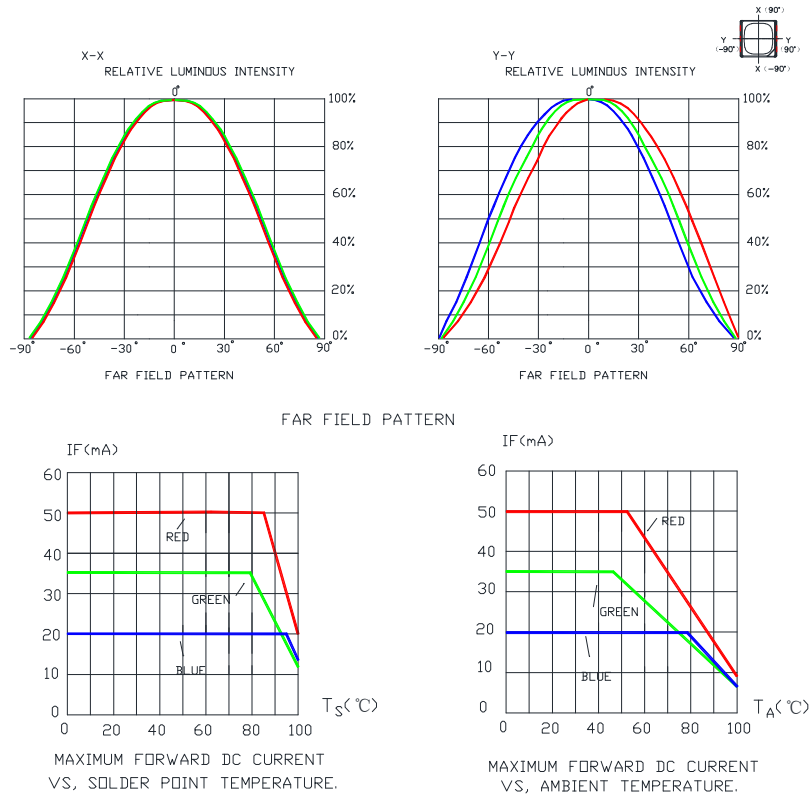 X (90°)
Y Y
(-90°) (90°)
X (-90°)
X-X
RELATIVE LUMINOUS INTENSITY
0°
100%
80%
60%
40%
20%
0%
-90° -60° -30° 0° 30° 60° 90°
FAR FIELD PATTERN
Y-Y
RELATIVE LUMINOUS INTENSITY
0°
100%
80%
60%
40%
20%
0%
-90° -60° -30° 0° 30° 60° 90°
FAR FIELD PATTERN
FAR FIELD PATTERN
IF(mA)
60
50
RED
40
30
GREEN
20
BLUE
10
0
0 20 40 60 80 100
TS(°C)
MAXIMUM FORWARD DC CURRENT
VS, SOLDER POINT TEMPERATURE.
IF(mA)
60
50
RED
40
30
GREEN
20
BLUE
10
0
0 20 40 60 80 100
TA(°C)
MAXIMUM FORWARD DC CURRENT
VS, AMBIENT TEMPERATURE.